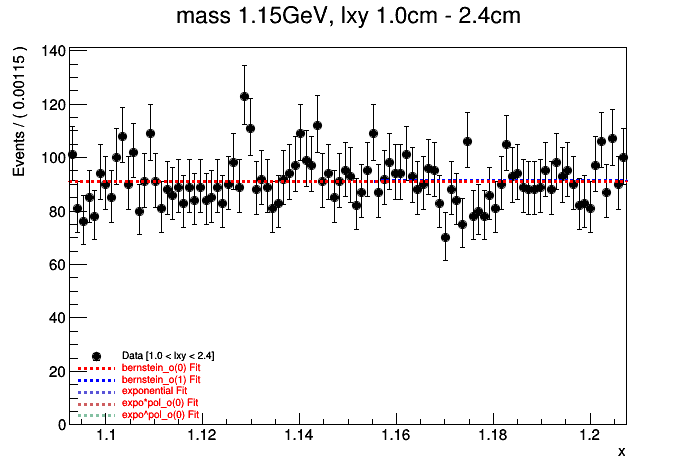 mass 1.15GeV, lxy 1.0cm - 2.4cm
Events / ( 0.00115 )
140
120
100
80
60
40
20
0
Data [1.0 < lxy < 2.4]
bernstein_o(0) Fit
bernstein_o(1) Fit
exponential Fit
expo*pol_o(0) Fit
expo^pol_o(0) Fit
1.1 1.12 1.14 1.16 1.18 1.2
x